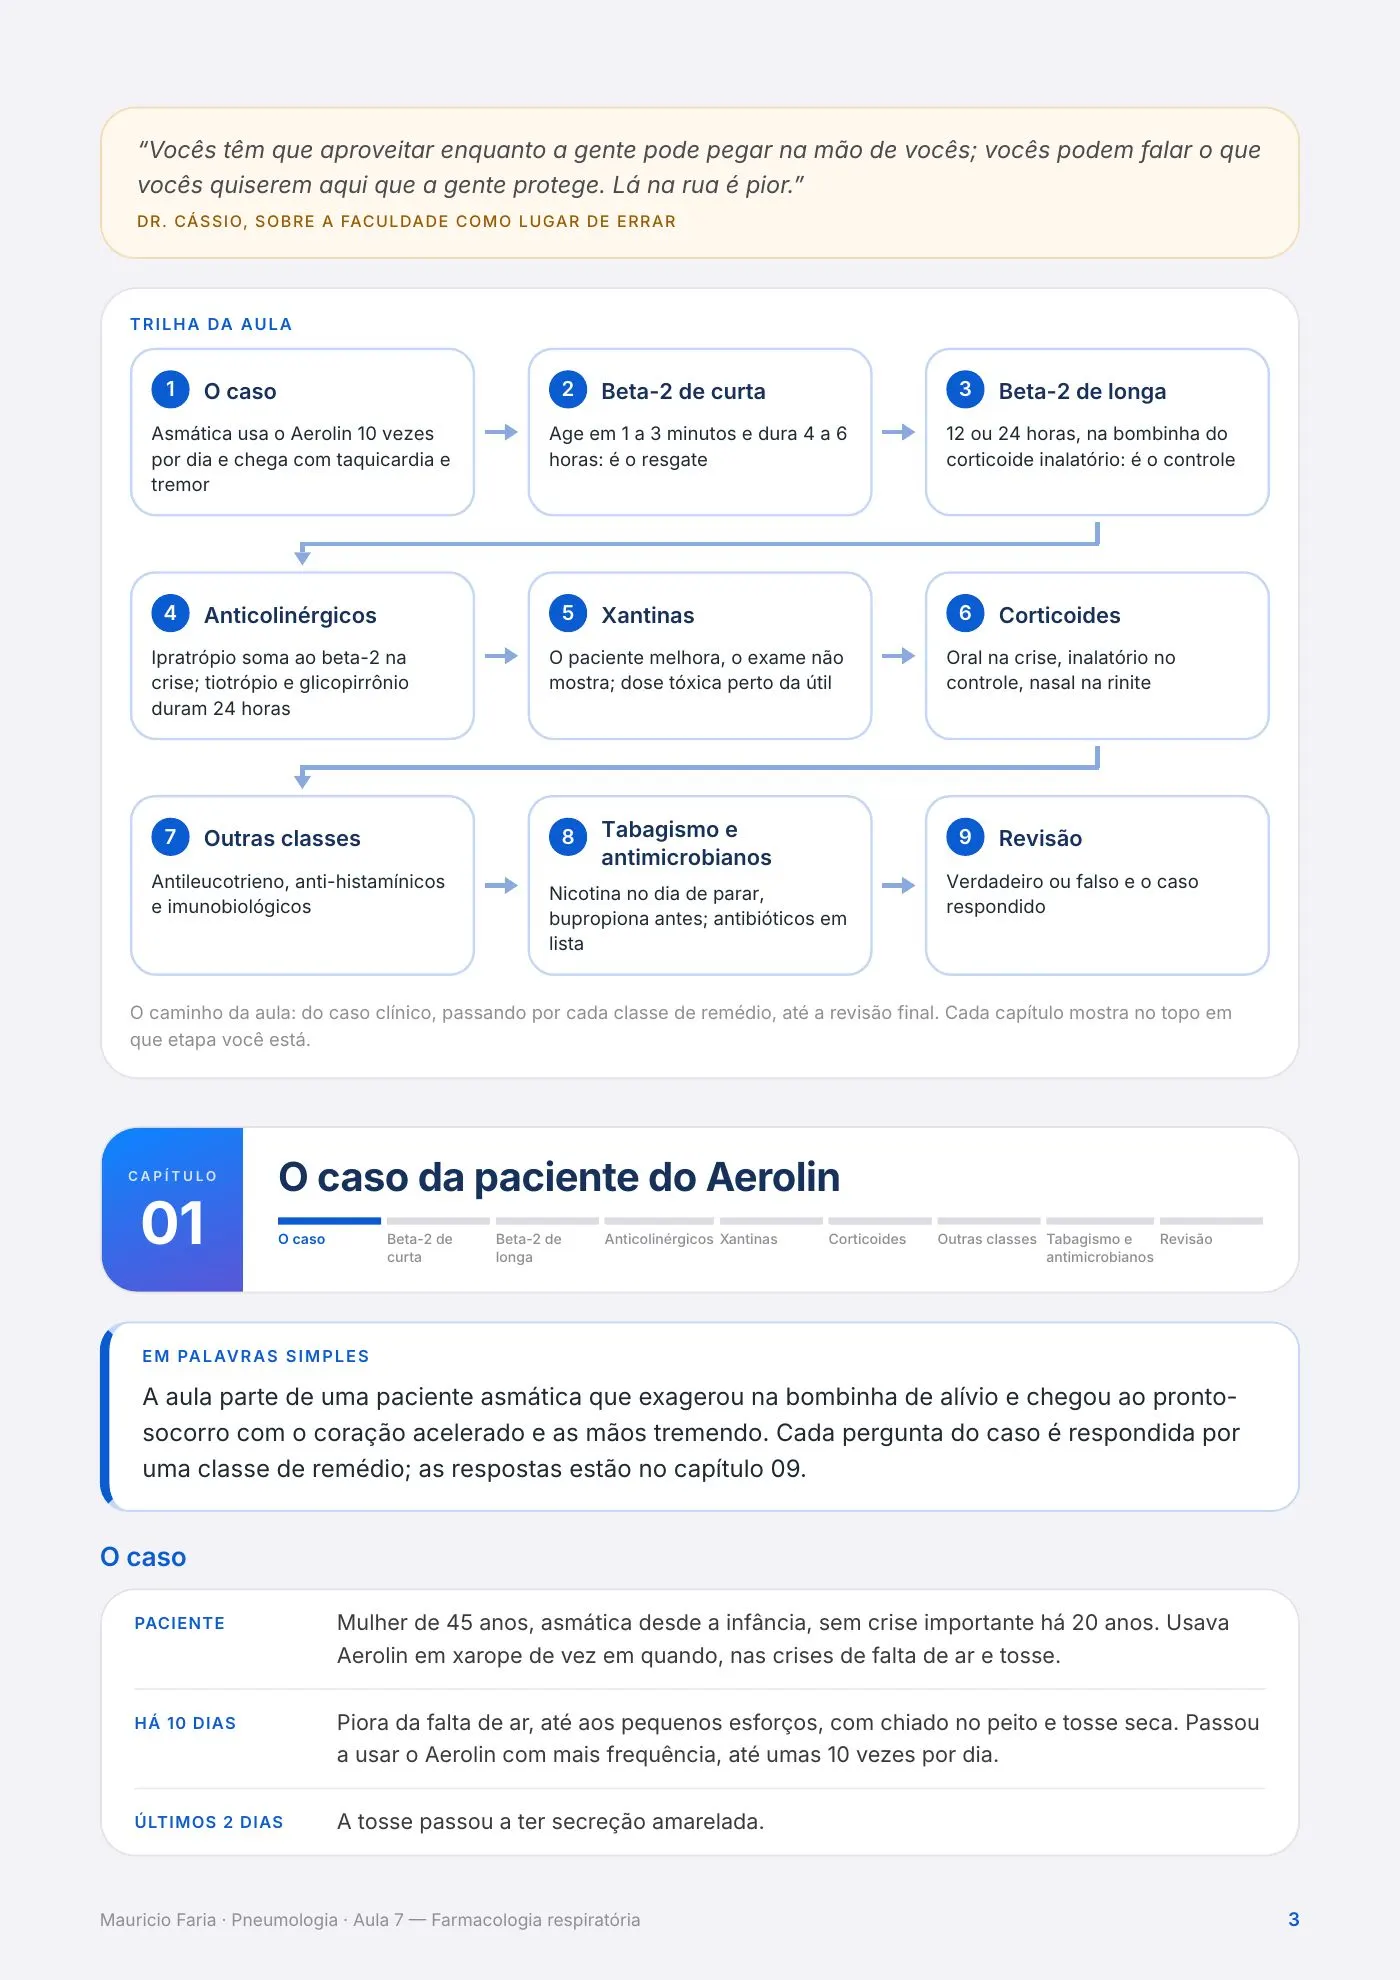 “Vocês têm que aproveitar enquanto a gente pode pegar na mão de vocês; vocês podem falar o que
vocês quiserem aqui que a gente protege. Lá na rua é pior.”
DR. CÁSSIO, SOBRE A FACULDADE COMO LUGAR DE ERRAR
TRILHA DA AULA
1 O caso
Asmática usa o Aerolin 10 vezes
por dia e chega com taquicardia e
tremor
2 Beta-2 de curta
Age em 1 a 3 minutos e dura 4 a 6
horas: é o resgate
3 Beta-2 de longa
12 ou 24 horas, na bombinha do
corticoide inalatório: é o controle
4 Anticolinérgicos
Ipratrópio soma ao beta-2 na
crise; tiotrópio e glicopirrônio
duram 24 horas
5 Xantinas
O paciente melhora, o exame não
mostra; dose tóxica perto da útil
6 Corticoides
Oral na crise, inalatório no
controle, nasal na rinite
7 Outras classes
Antileucotrieno, anti-histamínicos
e imunobiológicos
8 Tabagismo e
antimicrobianos
Nicotina no dia de parar,
bupropiona antes; antibióticos em
lista
9 Revisão
Verdadeiro ou falso e o caso
respondido
O caminho da aula: do caso clínico, passando por cada classe de remédio, até a revisão final. Cada capítulo mostra no topo em
que etapa você está.
CAPÍTULO
01
O caso da paciente do Aerolin
O caso
Beta-2 de
curta
Beta-2 de
longa
Anticolinérgicos
Xantinas
Corticoides
Outras classes
Tabagismo e
antimicrobianos
Revisão
EM PALAVRAS SIMPLES
A aula parte de uma paciente asmática que exagerou na bombinha de alívio e chegou ao pronto-
socorro com o coração acelerado e as mãos tremendo. Cada pergunta do caso é respondida por
uma classe de remédio; as respostas estão no capítulo 09.
O caso
PACIENTE
Mulher de 45 anos, asmática desde a infância, sem crise importante há 20 anos. Usava
Aerolin em xarope de vez em quando, nas crises de falta de ar e tosse.
HÁ 10 DIAS
Piora da falta de ar, até aos pequenos esforços, com chiado no peito e tosse seca. Passou
a usar o Aerolin com mais frequência, até umas 10 vezes por dia.
ÚLTIMOS 2 DIAS
A tosse passou a ter secreção amarelada.
Mauricio Faria · Pneumologia · Aula 7 — Farmacologia respiratória
3